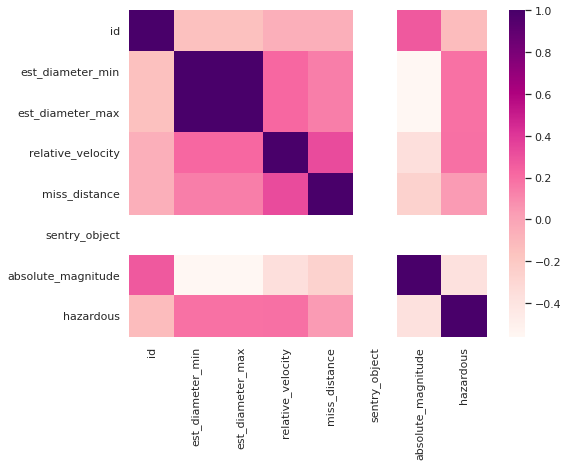 id
est_diameter_min
est_diameter_max
relative_velocity
miss_distance
sentry_object
absolute_magnitude
hazardous
id
est_diameter_min
est_diameter_max
relative_velocity
miss_distance
sentry_object
absolute_magnitude
hazardous
1.0
0.8
0.6
0.4
0.2
0.0
−0.2
−0.4